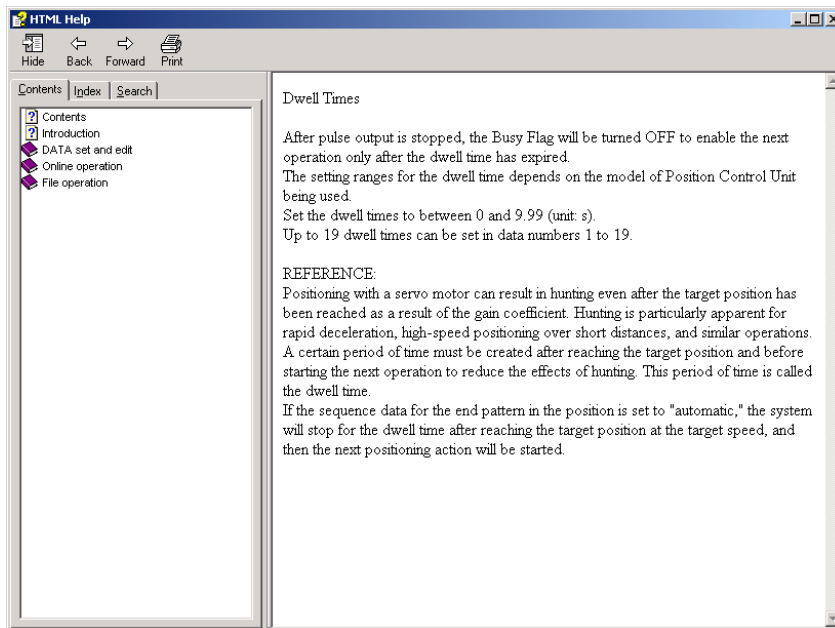 HTML Help
Hide Back Forward Print
Contents Index Search
Contents
Introduction
DATA set and edit
Online operation
File operation
Dwell Times
After pulse output is stopped, the Busy Flag will be turned OFF to enable the next
operation only after the dwell time has expired.
The setting ranges for the dwell time depends on the model of Position Control Unit
being used.
Set the dwell times to between 0 and 9.99 (unit: s).
Up to 19 dwell times can be set in data numbers 1 to 19.
REFERENCE:
Positioning with a servo motor can result in hunting even after the target position has
been reached as a result of the gain coefficient. Hunting is particularly apparent for
rapid deceleration, high-speed positioning over short distances, and similar operations.
A certain period of time must be created after reaching the target position and before
starting the next operation to reduce the effects of hunting. This period of time is called
the dwell time.
If the sequence data for the end pattern in the position is set to "automatic," the system
will stop for the dwell time after reaching the target position at the target speed, and
then the next positioning action will be started.